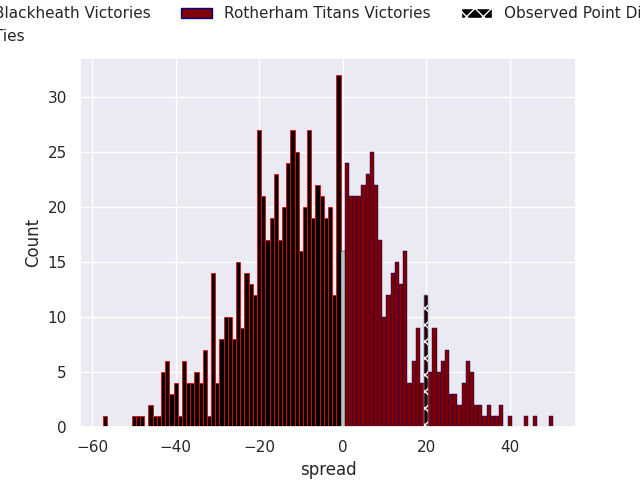 Blackheath Victories Rotherham Titans Victories Observed Point Di
Ties
30
25
20
15
10
5
0
Count
−60 −40 −20 0 20 40
spread